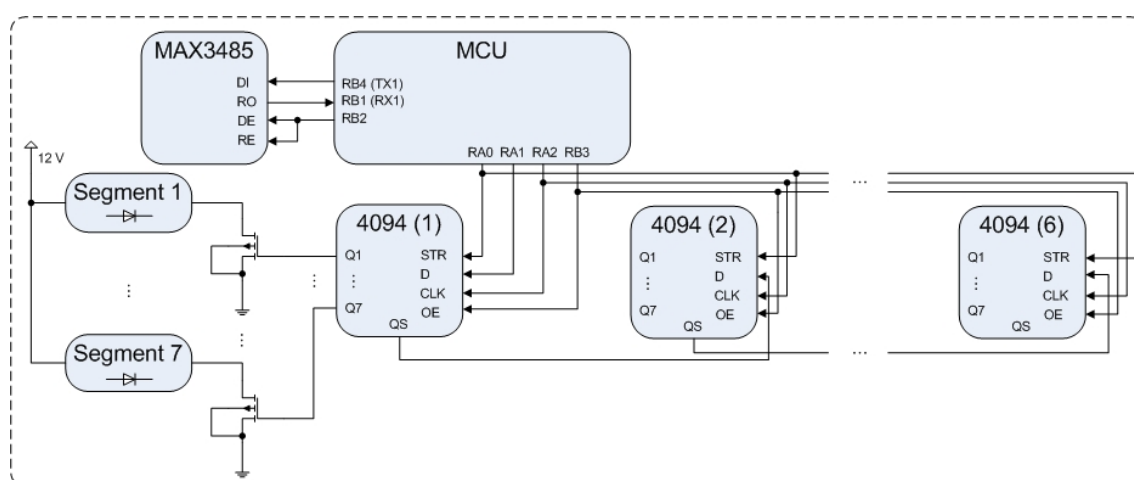 MAX3485
DI
RO
DE
RE
MCU
RB4 (TX1)
RB1 (RX1)
RB2
RA0 RA1 RA2 RB3
12 V
Segment 1
...
Segment 7
4094 (1)
Q1
...
Q7
STR
D
CLK
OE
QS
...
...
4094 (2)
Q1
...
Q7
STR
D
CLK
OE
QS
...
...
4094 (6)
Q1
...
Q7
STR
D
CLK
OE
QS